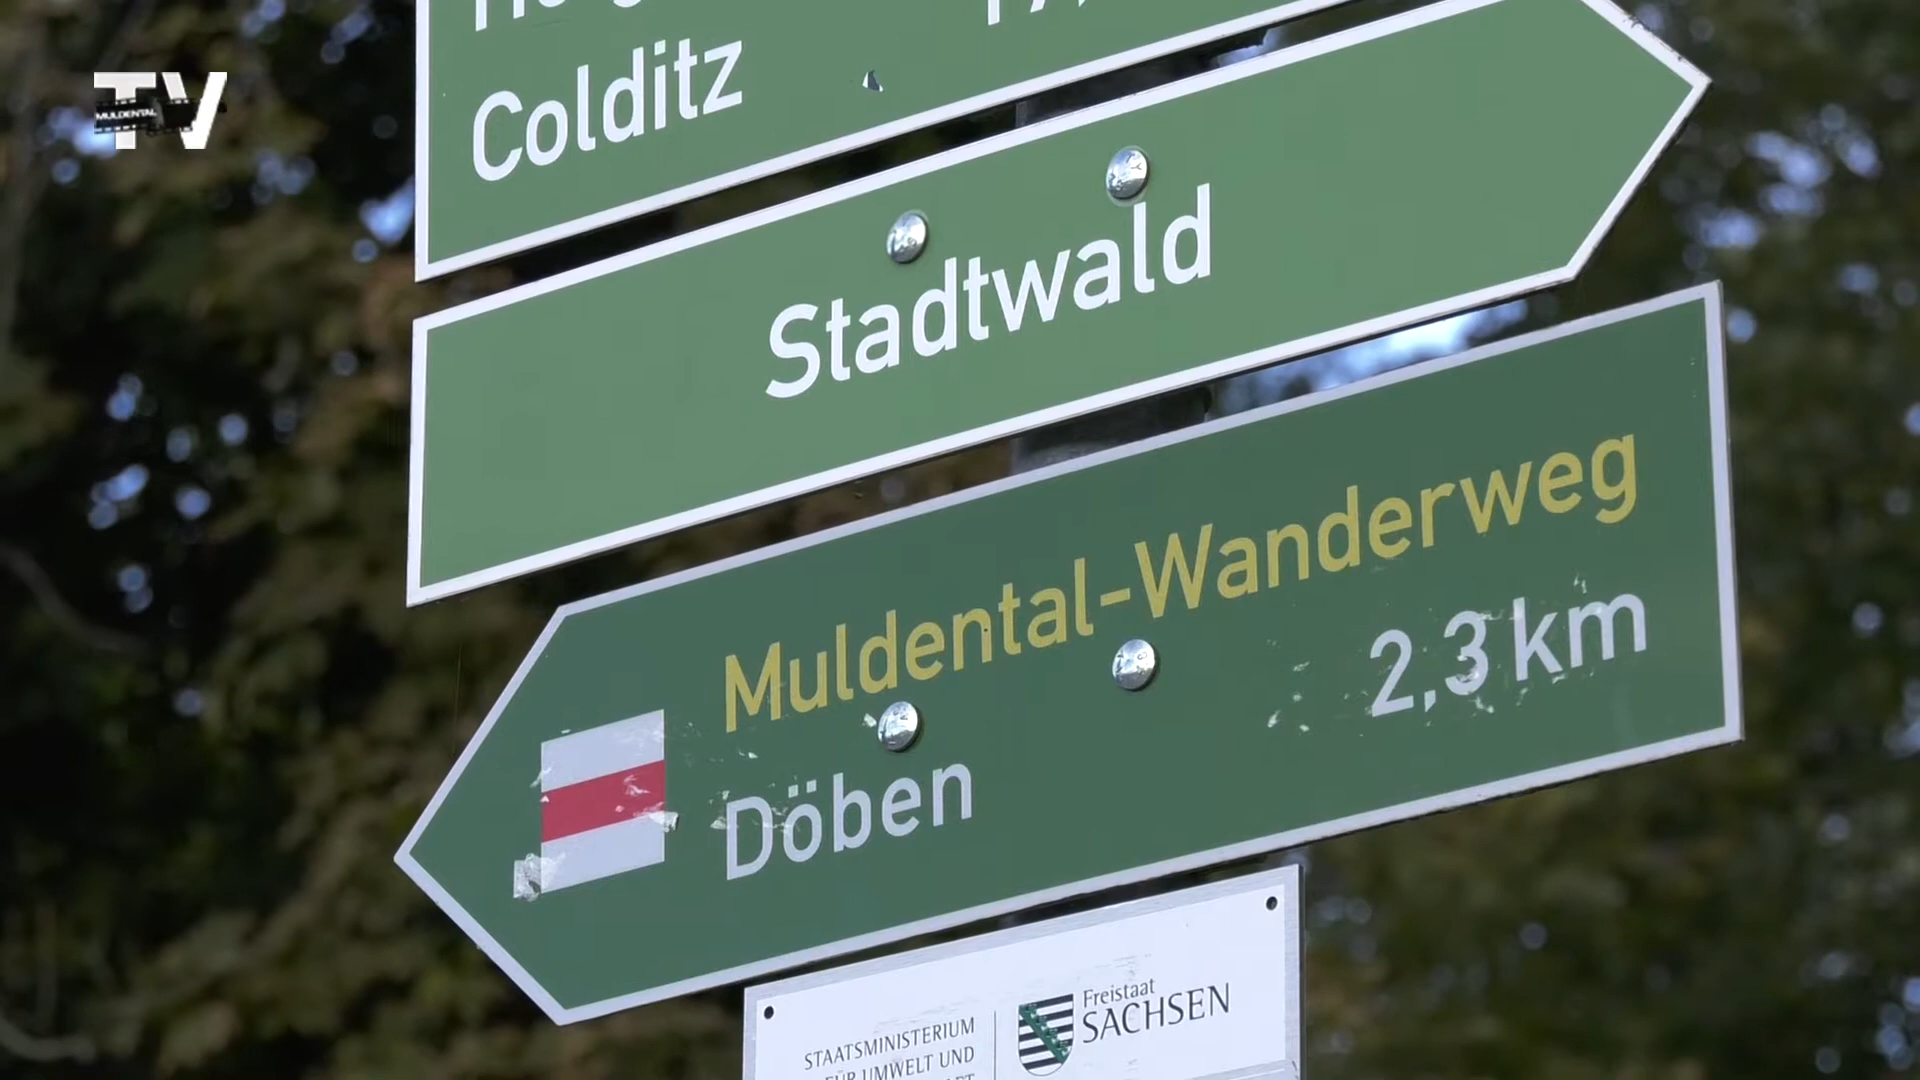 TV
MULDENTAL
Colditz
Stadtwald
Muldental-Wanderweg
2,3 km
Döben
Freistaat
SACHSEN
STAATSMINISTERIUM
FÜR UMWELT UND